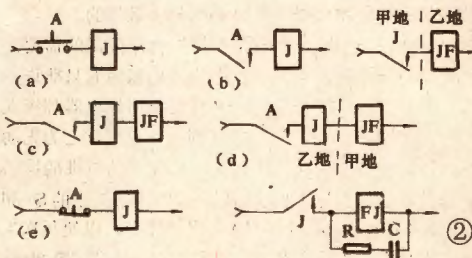 A J (a)
A J (b) 甲地 乙地 J JF
A J JF (c)
A J JF 乙地 甲地 (d)
A J (e)
J FJ R C ②